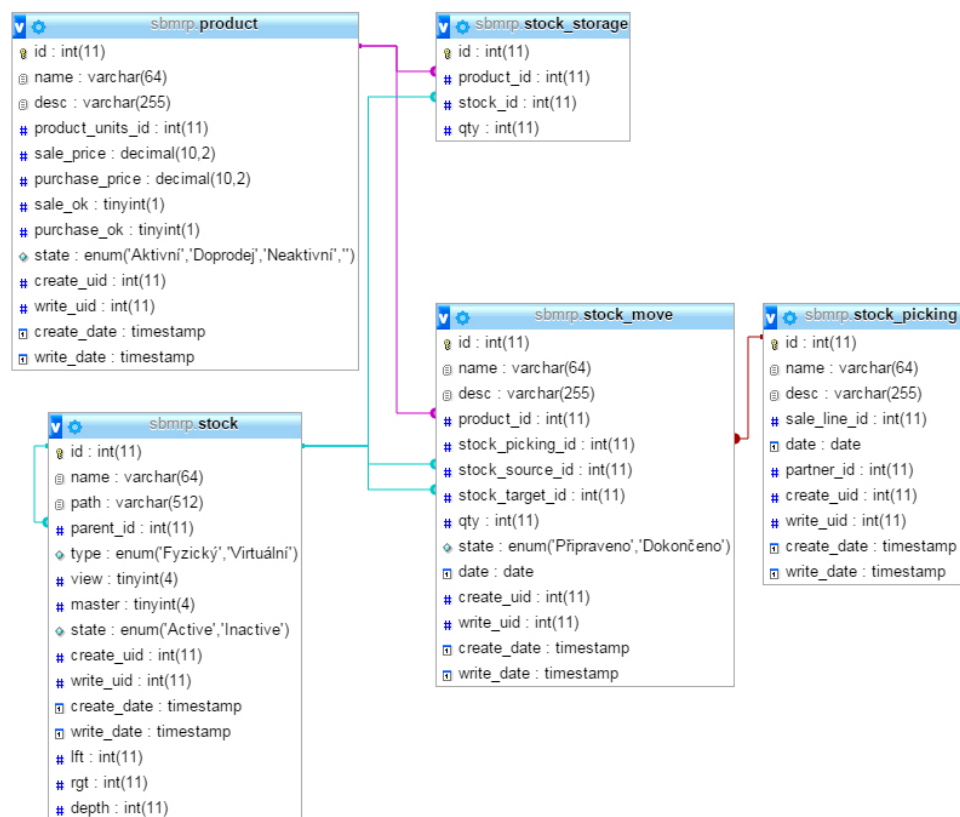 sbmrp.product
id : int(11)
name : varchar(64)
desc : varchar(255)
product_units_id : int(11)
sale_price : decimal(10,2)
purchase_price : decimal(10,2)
sale_ok : tinyint(1)
purchase_ok : tinyint(1)
state : enum('Aktivní','Doprodej','Neaktivní','')
create_uid : int(11)
write_uid : int(11)
create_date : timestamp
write_date : timestamp
sbmrp.stock_storage
id : int(11)
product_id : int(11)
stock_id : int(11)
qty : int(11)
sbmrp.stock_move
id : int(11)
name : varchar(64)
desc : varchar(255)
product_id : int(11)
stock_picking_id : int(11)
stock_source_id : int(11)
stock_target_id : int(11)
qty : int(11)
state : enum('Připraveno','Dokončeno')
date : date
create_uid : int(11)
write_uid : int(11)
create_date : timestamp
write_date : timestamp
sbmrp.stock_picking
id : int(11)
name : varchar(64)
desc : varchar(255)
sale_line_id : int(11)
date : date
partner_id : int(11)
create_uid : int(11)
write_uid : int(11)
create_date : timestamp
write_date : timestamp
sbmrp.stock
id : int(11)
name : varchar(64)
path : varchar(512)
parent_id : int(11)
type : enum('Fyzický','Virtuální')
view : tinyint(4)
master : tinyint(4)
state : enum('Active','Inactive')
create_uid : int(11)
write_uid : int(11)
create_date : timestamp
write_date : timestamp
lft : int(11)
rgt : int(11)
depth : int(11)